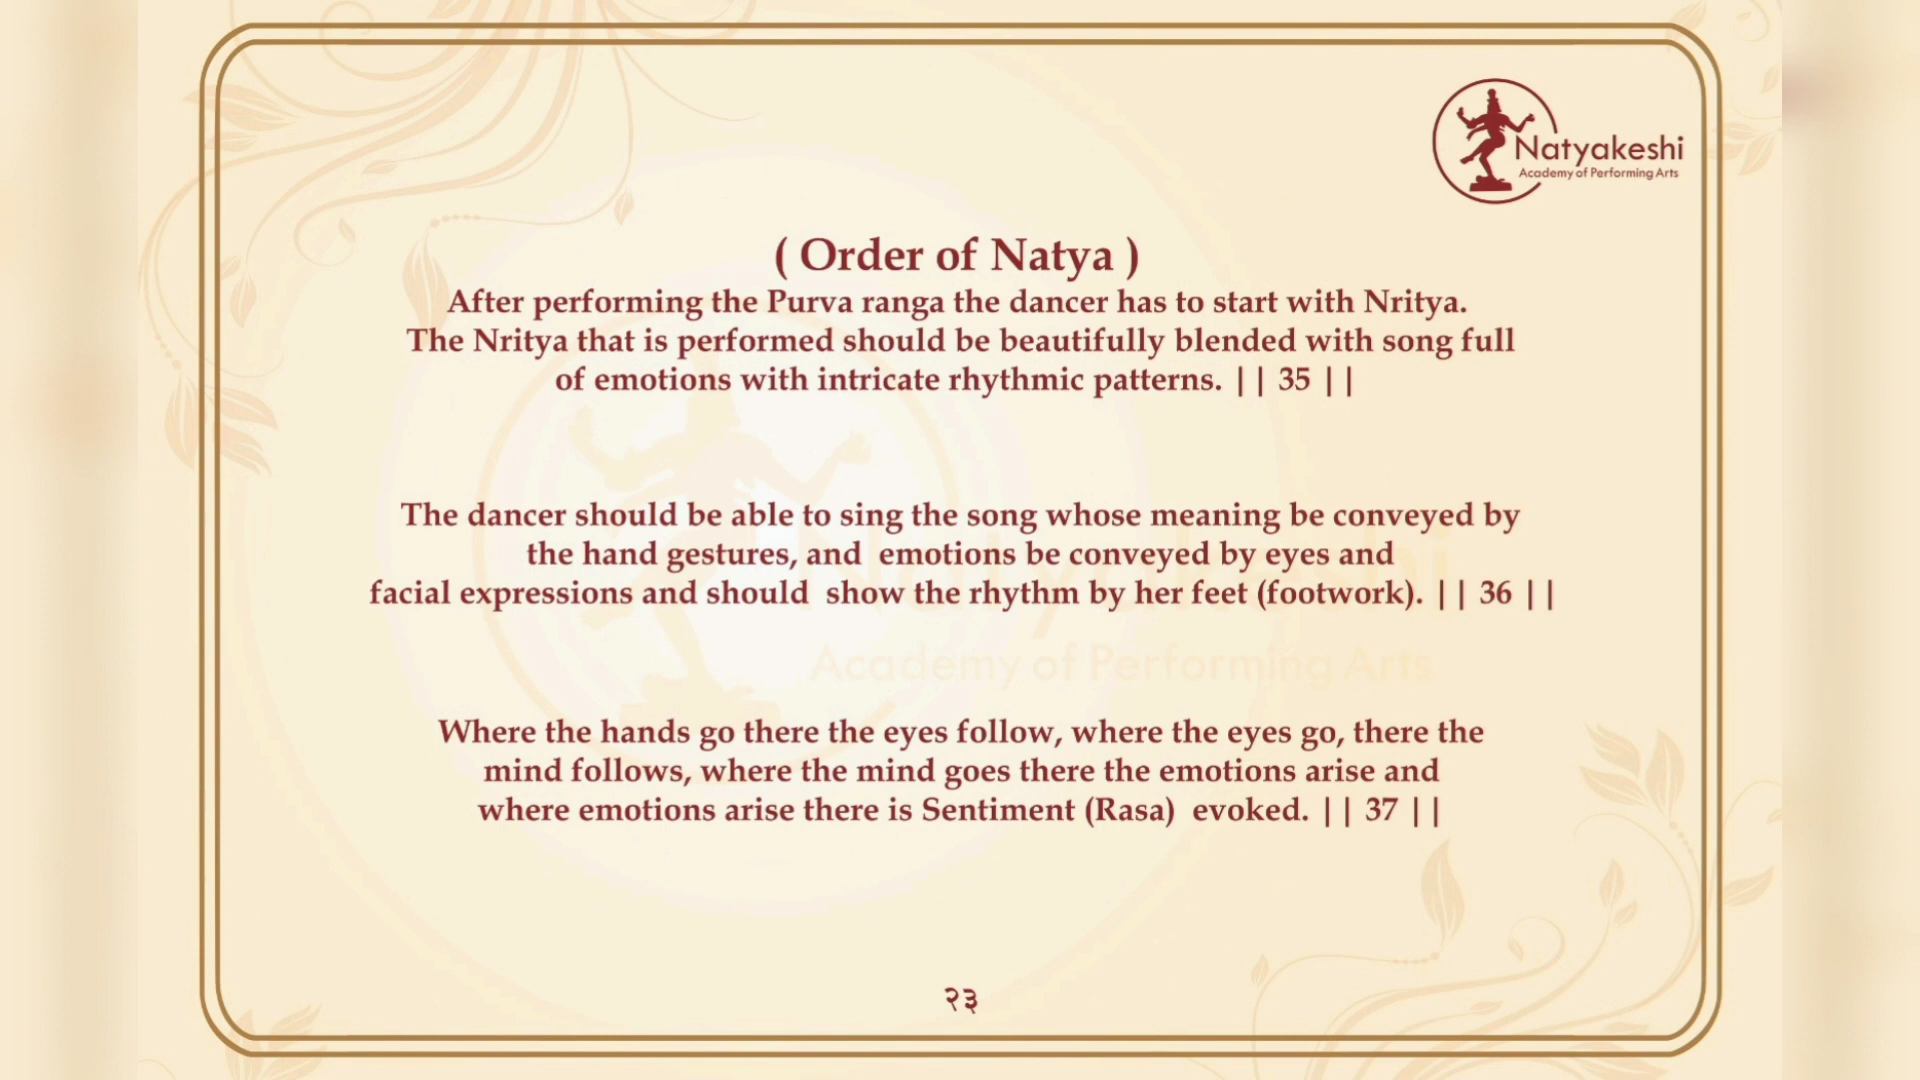 Natyakeshi
Academy of Performing Arts
( Order of Natya )
After performing the Purva ranga the dancer has to start with Nritya.
The Nritya that is performed should be beautifully blended with song full
of emotions with intricate rhythmic patterns. || 35 ||
The dancer should be able to sing the song whose meaning be conveyed by
the hand gestures, and emotions be conveyed by eyes and
facial expressions and should show the rhythm by her feet (footwork). || 36 ||
Academy of Performing Arts
Where the hands go there the eyes follow, where the eyes go, there the
mind follows, where the mind goes there the emotions arise and
where emotions arise there is Sentiment (Rasa) evoked. || 37 ||
२३